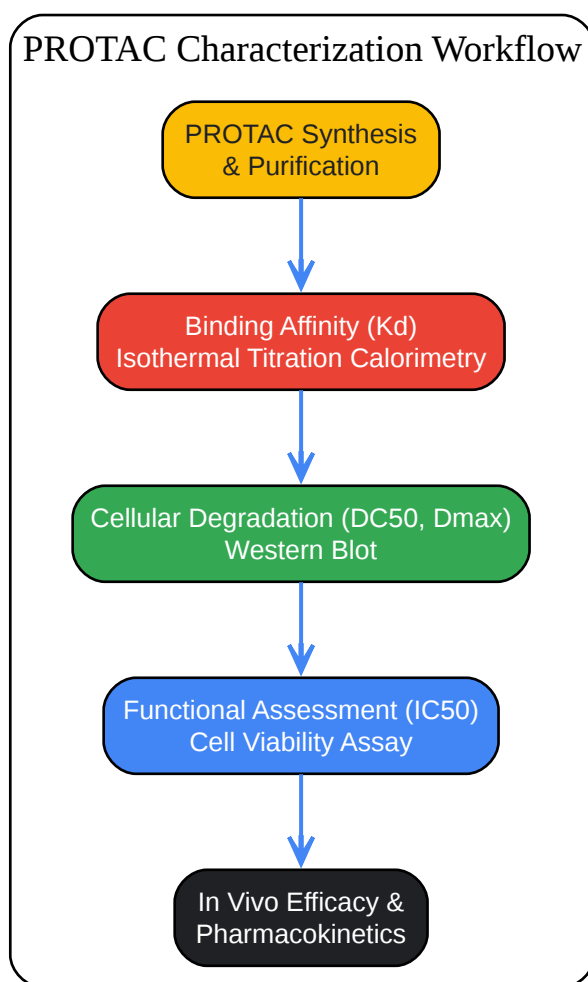 PROTAC Characterization Workflow
PROTAC Synthesis
& Purification
Binding Affinity (Kd)
Isothermal Titration Calorimetry
Cellular Degradation (DC50, Dmax)
Western Blot
Functional Assessment (IC50)
Cell Viability Assay
In Vivo Efficacy &
Pharmacokinetics